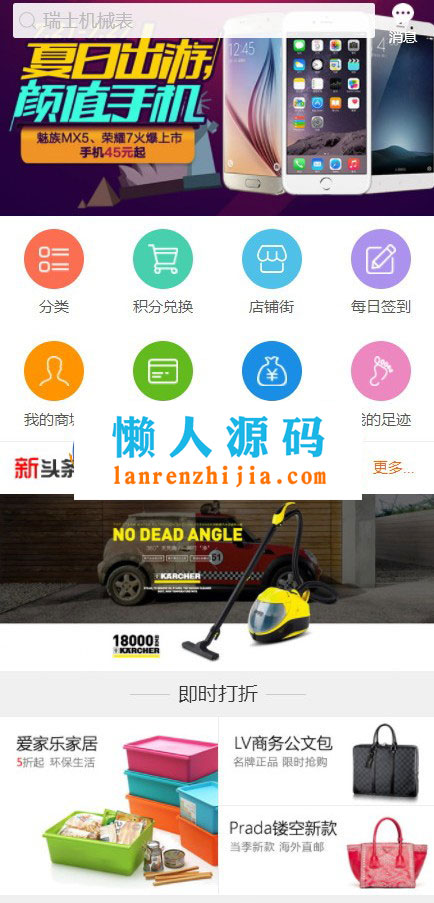 瑞士机械表
消息
夏日出游,
颜值手机
魅族MX5、荣耀7火爆上市
手机45元起
分类
积分兑换
店铺街
每日签到
我的商城
的足迹
懒人源码
lanrenzhijia.com
新头条
更多...
NO DEAD ANGLE
51
KÄRCHER
18000
KÄRCHER
即时打折
爱家乐家居
5折起 环保生活
LV商务公文包
名牌正品 限时抢购
Prada镂空新款
当季新款 海外直邮